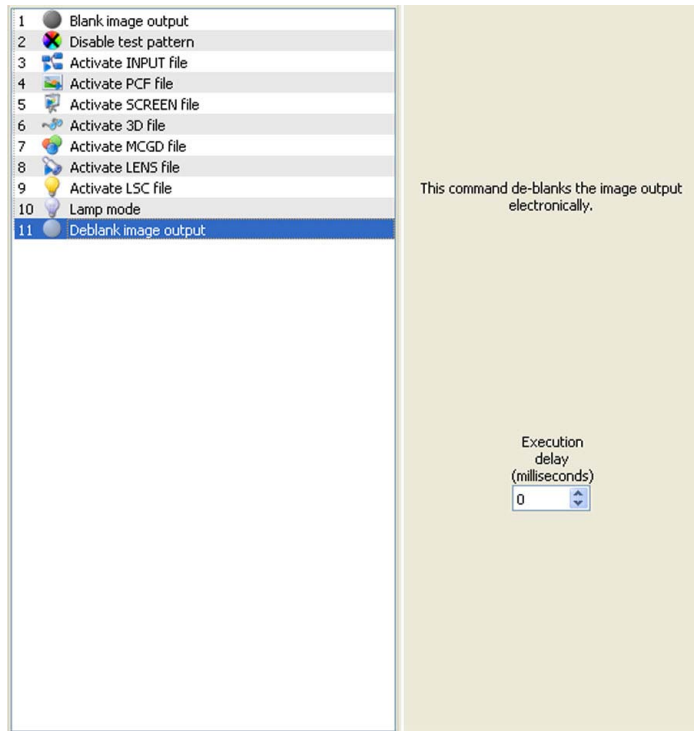 1 Blank image output
2 Disable test pattern
3 Activate INPUT file
4 Activate PCF file
5 Activate SCREEN file
6 Activate 3D file
7 Activate MCGD file
8 Activate LENS file
9 Activate LSC file
10 Lamp mode
11 Deblank image output
This command de-blanks the image output
electronically.
Execution
delay
(milliseconds)
0